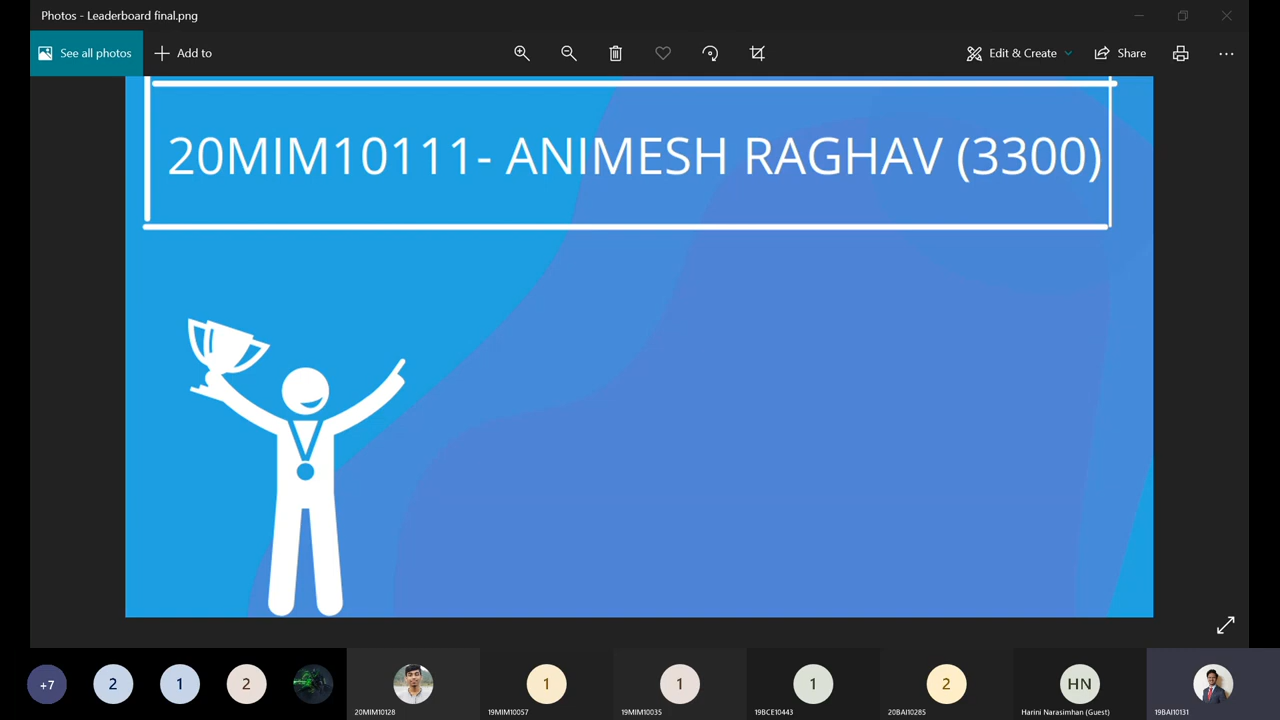 Photos - Leaderboard final.png
See all photos
Add to
Edit & Create
Share
20MIM10111- ANIMESH RAGHAV (3300)
+7
2
1
2
1
1
1
2
HN
20MIM10128
19MIM10057
19MIM10035
19BCE10443
20BAI10285
Harini Narasimhan (Guest)
19BAI10131